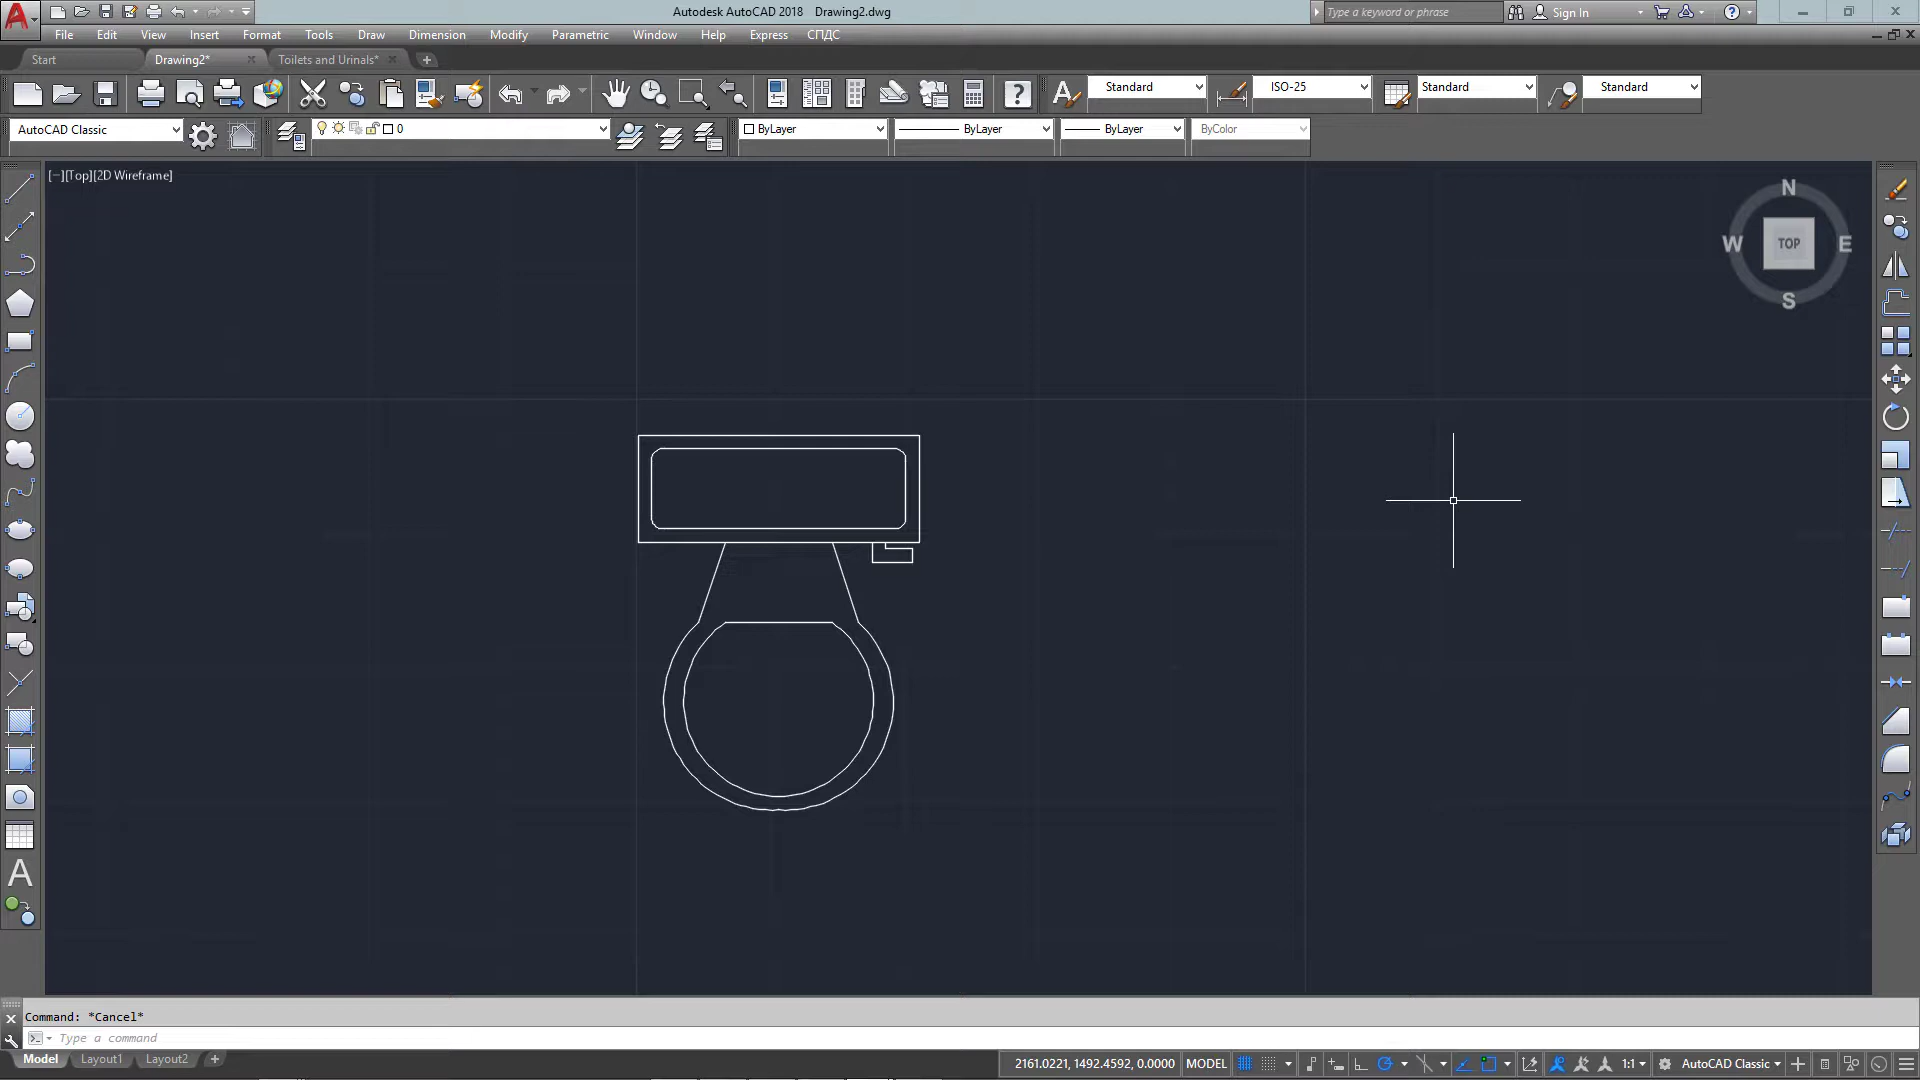 Autodesk AutoCAD 2018 Drawing2.dwg
Type a keyword or phrase
Sign In
File Edit View Insert Format Tools Draw Dimension Modify Parametric Window Help Express СПДС
Start Drawing2* Toilets and Urinals*
Standard ISO-25 Standard Standard
AutoCAD Classic 0 ByLayer ByLayer ByLayer ByColor
[−][Top][2D Wireframe]
N
W TOP E
S
A
Command: *Cancel*
Type a command
Model Layout1 Layout2
2161.0221, 1492.4592, 0.0000 MODEL 1:1 AutoCAD Classic